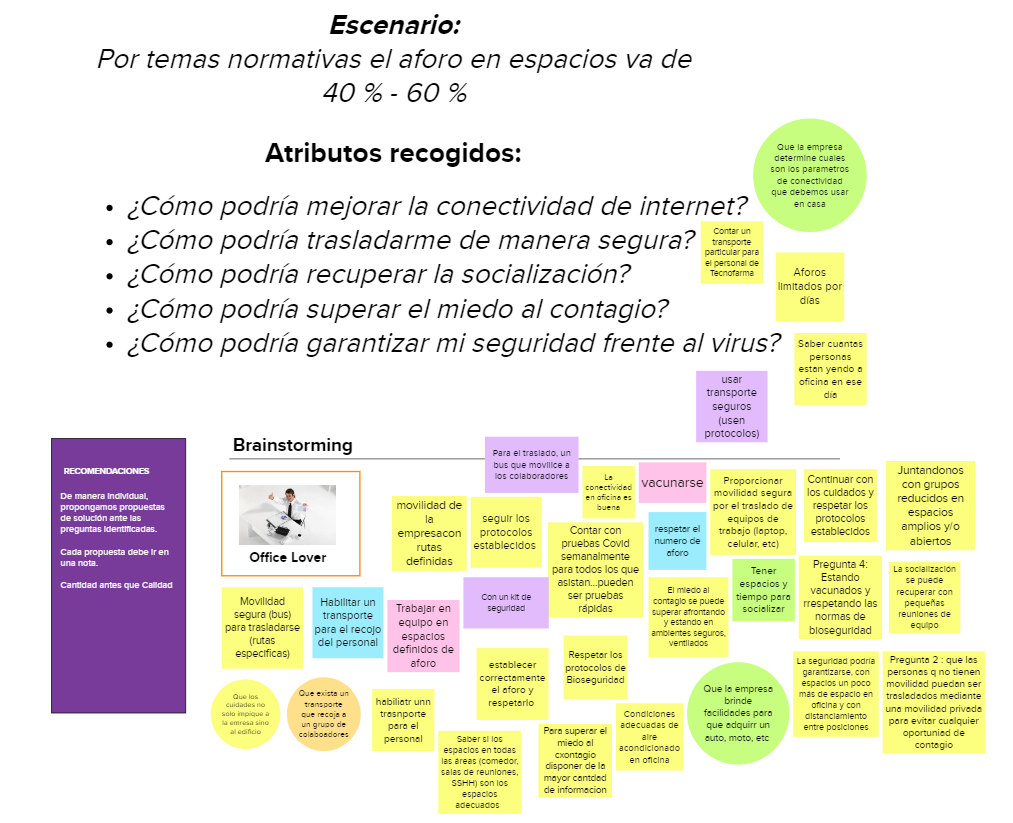 Escenario:
Por temas normativas el aforo en espacios va de
40 % - 60 %
Atributos recogidos:
• ¿Cómo podría mejorar la conectividad de internet?
• ¿Cómo podría trasladarme de manera segura?
• ¿Cómo podría recuperar la socialización?
• ¿Cómo podría superar el miedo al contagio?
• ¿Cómo podría garantizar mi seguridad frente al virus?
Que la empresa
determine cuales
son los parametros
de conectividad
que debemos usar
en casa
Contar un
transporte
particular para
el personal de
Tecnofarma
Aforos
limitados por
días
Saber cuantas
personas
estan yendo a
oficina en ese
día
usar
transporte
seguros
(usen
protocolos)
RECOMENDACIONES
De manera individual,
propongamos propuestas
de solución ante las
preguntas identificadas.
Cada propuesta debe ir en
una nota.
Cantidad antes que Calidad
Brainstorming
Office Lover
Para el traslado, un
bus que movilice a
los colaboradores
La
conectividad
en oficina es
buena
vacunarse
Proporcionar
movilidad segura
por el traslado de
equipos de
trabajo (laptop,
celular, etc)
Continuar con
los cuidados y
respetar los
protocolos
establecidos
Juntandonos
con grupos
reducidos en
espacios
amplios y/o
abiertos
movilidad de
la
empresacon
rutas
definidas
seguir los
protocolos
establecidos
Contar con
pruebas Covid
semanalmente
para todos los que
asistan...pueden
ser pruebas
rápidas
respetar el
numero de
aforo
Tener
espacios y
tiempo para
socializar
Pregunta 4:
Estando
vacunados y
rrespetando las
normas de
bioseguridad
La socialización
se puede
recuperar con
pequeñas
reuniones de
equipo
Movilidad
segura (bus)
para trasladarse
(rutas
especificas)
Habilitar un
transporte
para el recojo
del personal
Trabajar en
equipo en
espacios
definidos de
aforo
Con un kit de
seguridad
El miedo al
contagio se puede
superar afrontando
y estando en
ambientes seguros,
ventilados
establecer
correctamente
el aforo y
respetarlo
Respetar los
protocolos de
Bioseguridad
La seguridad podría
garantizarse, con
espacios un poco
más de espacio en
oficina y con
distanciamiento
entre posiciones
Pregunta 2 : que las
personas q no tienen
movilidad puedan ser
trasladados mediante
una movilidad privada
para evitar cualquier
oportuniad de
contagio
Que los
cuidades no
solo impique a
la emresa sino
al edificio
Que exista un
transporte
que recoja a
un grupo de
colaboadores
habiliatr unn
trasnporte
para el
personal
Saber si los
espacios en todas
las áreas (comedor,
salas de reuniones,
SSHH) son los
espacios
adecuados
Para superar el
miedo al
cxontagio
disponer de la
mayor cantdad
de informacion
Condiciones
adecuadas de
aire
acondicionado
en oficina
Que la empresa
brinde
facilidades para
que adquirr un
auto, moto, etc